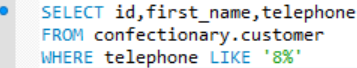 SELECT id,first_name,telephone
FROM confectionary.customer
WHERE telephone LIKE '8%'